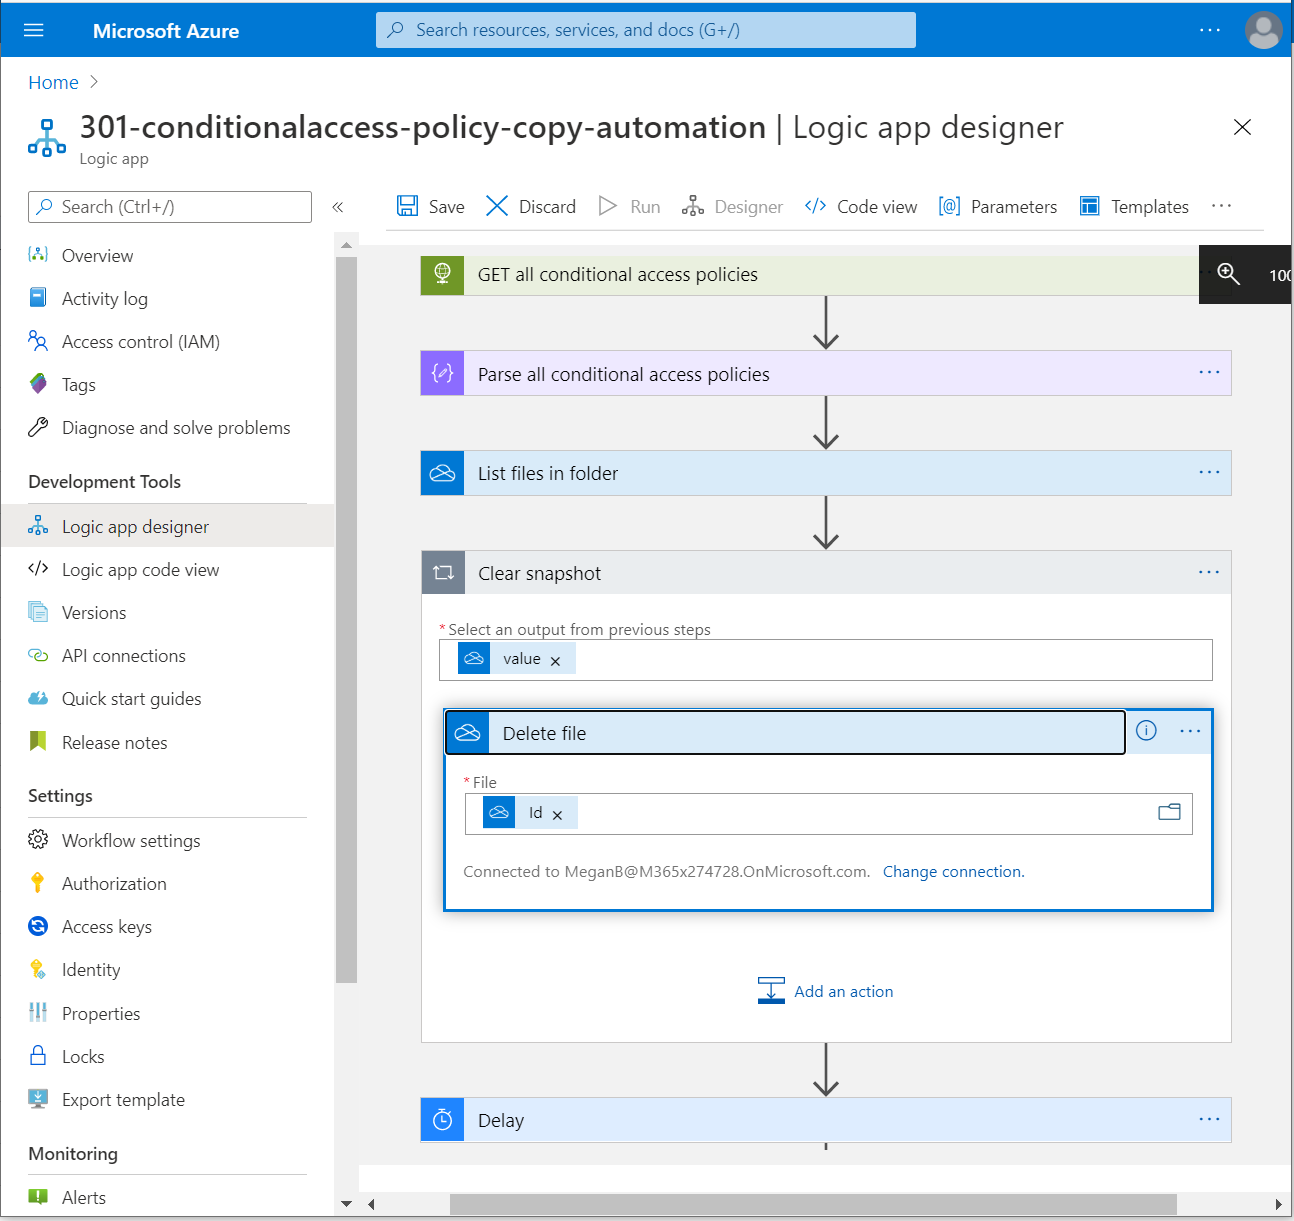 Microsoft Azure
Search resources, services, and docs (G+/)
Home
301-conditionalaccess-policy-copy-automation | Logic app designer
Logic app
Search (Ctrl+/)
Save
Discard
Run
Designer
Code view
Parameters
Templates
Overview
Activity log
Access control (IAM)
Tags
Diagnose and solve problems
Development Tools
Logic app designer
Logic app code view
Versions
API connections
Quick start guides
Release notes
Settings
Workflow settings
Authorization
Access keys
Identity
Properties
Locks
Export template
Monitoring
Alerts
GET all conditional access policies
100
Parse all conditional access policies
List files in folder
Clear snapshot
* Select an output from previous steps
value
Delete file
* File
Id
Connected to MeganB@M365x274728.OnMicrosoft.com. Change connection.
Add an action
Delay